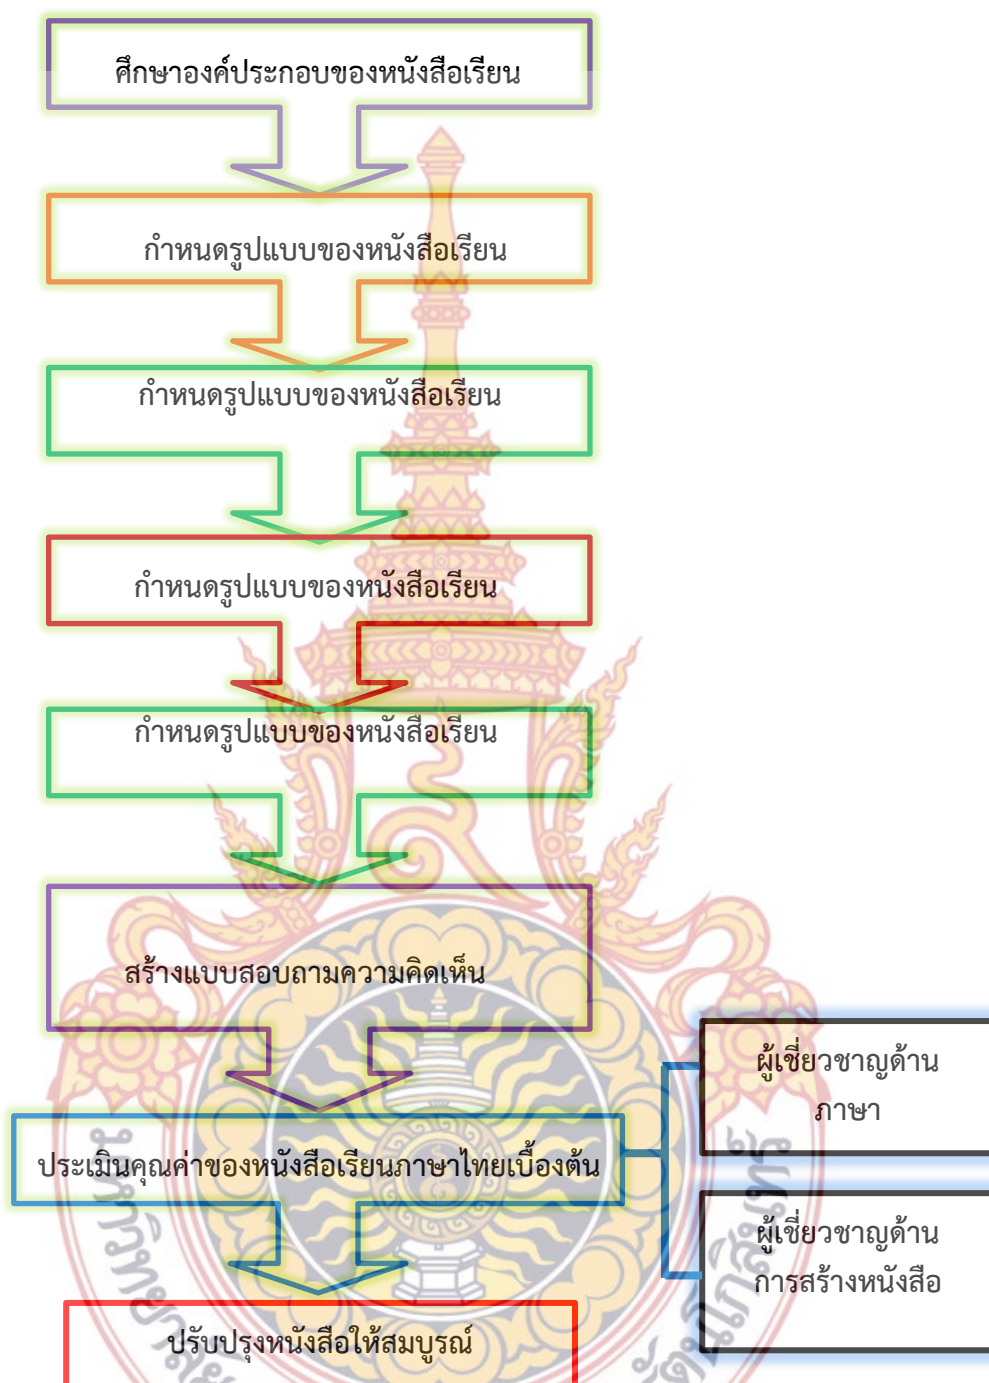 ศึกษาองค์ประกอบของหนังสือเรียน
กำหนดรูปแบบของหนังสือเรียน
กำหนดรูปแบบของหนังสือเรียน
กำหนดรูปแบบของหนังสือเรียน
กำหนดรูปแบบของหนังสือเรียน
สร้างแบบสอบถามความคิดเห็น
ประเมินคุณค่าของหนังสือเรียนภาษาไทยเบื้องต้น
ผู้เชี่ยวชาญด้าน
ภาษา
ผู้เชี่ยวชาญด้าน
การสร้างหนังสือ
ปรับปรุงหนังสือให้สมบูรณ์